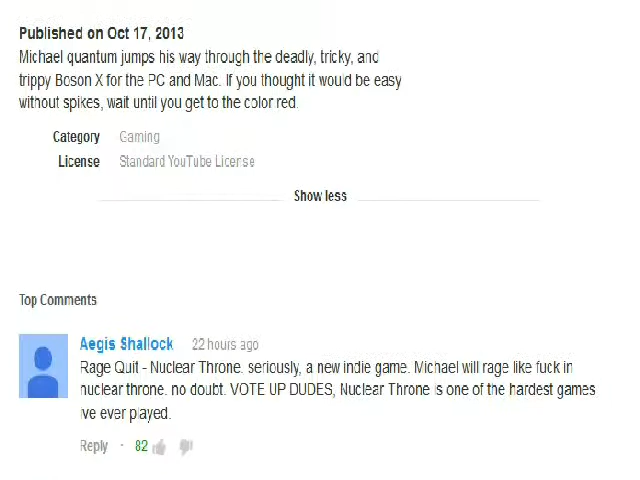 Published on Oct 17, 2013
Michael quantum jumps his way through the deadly, tricky, and
trippy Boson X for the PC and Mac. If you thought it would be easy
without spikes, wait until you get to the color red.
Category Gaming
License Standard YouTube License
Show less
Top Comments
Aegis Shallock 22 hours ago
Rage Quit - Nuclear Throne. seriously, a new indie game. Michael will rage like fuck in
nuclear throne. no doubt. VOTE UP DUDES, Nuclear Throne is one of the hardest games
ive ever played.
Reply · 82